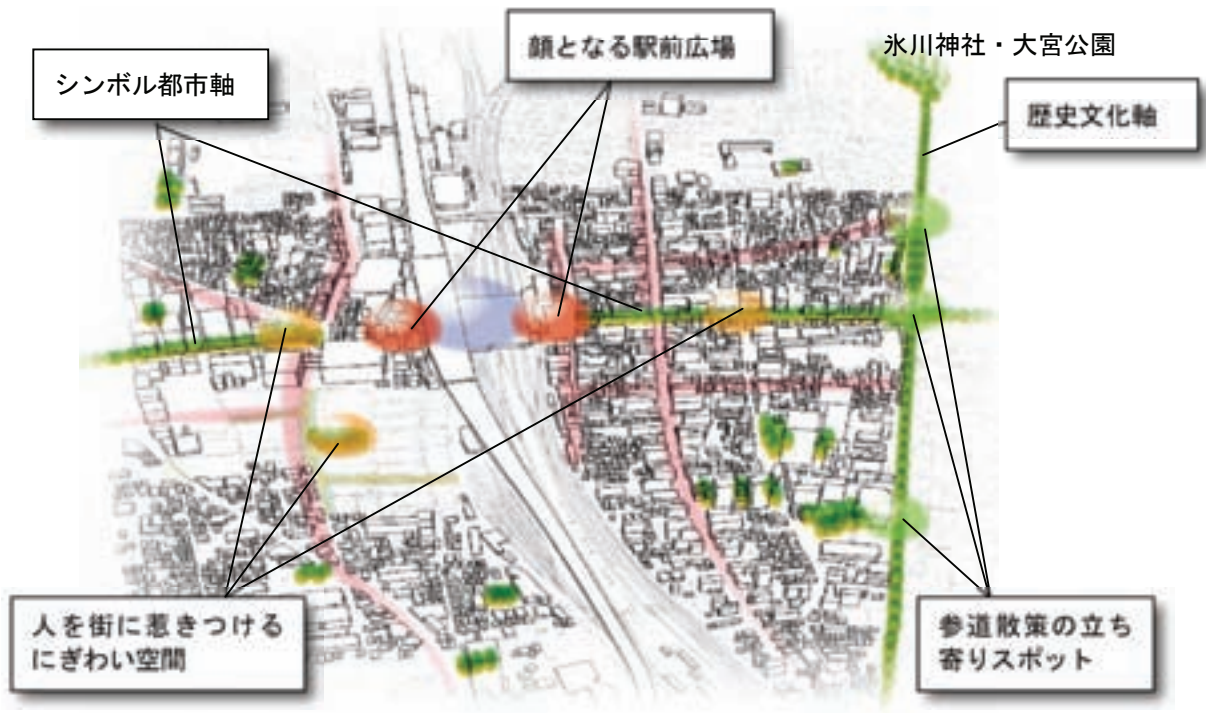 顔となる駅前広場
氷川神社・大宮公園
シンボル都市軸
歴史文化軸
人を街に惹きつける
にぎわい空間
参道散策の立ち
寄りスポット